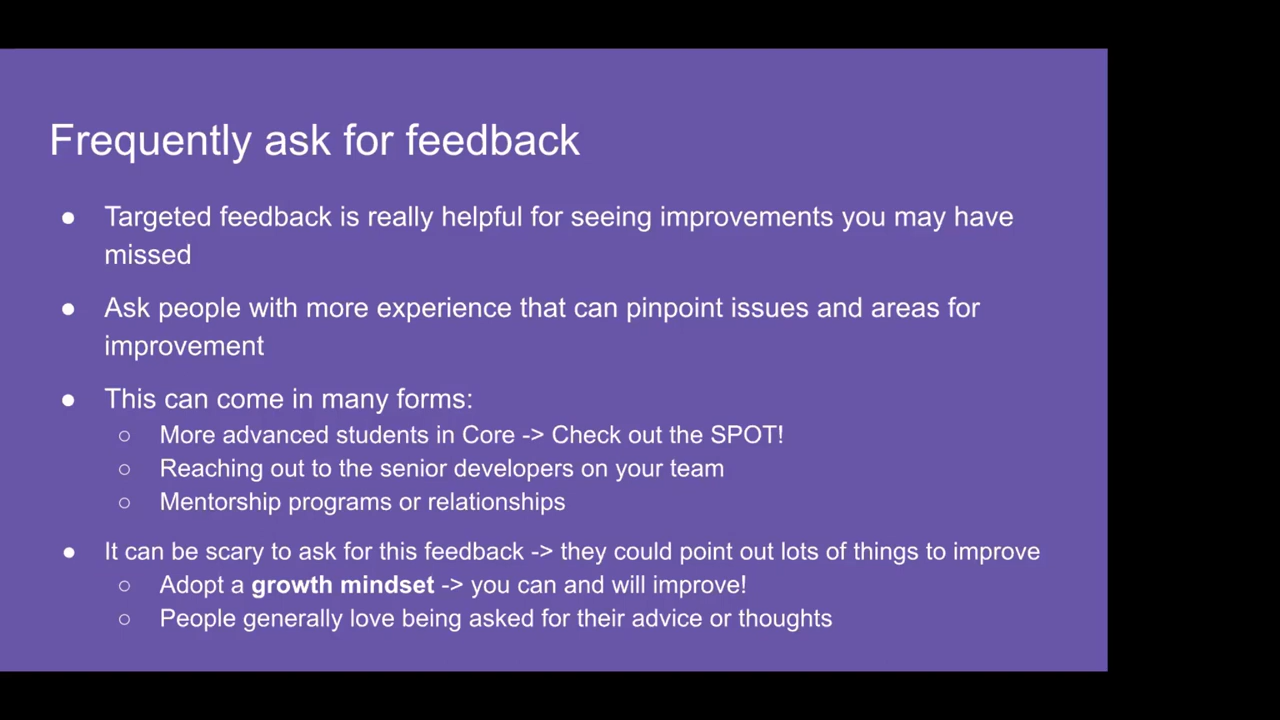 Frequently ask for feedback
● Targeted feedback is really helpful for seeing improvements you may have
missed
● Ask people with more experience that can pinpoint issues and areas for
improvement
● This can come in many forms:
○ More advanced students in Core -> Check out the SPOT!
○ Reaching out to the senior developers on your team
○ Mentorship programs or relationships
● It can be scary to ask for this feedback -> they could point out lots of things to improve
○ Adopt a growth mindset -> you can and will improve!
○ People generally love being asked for their advice or thoughts